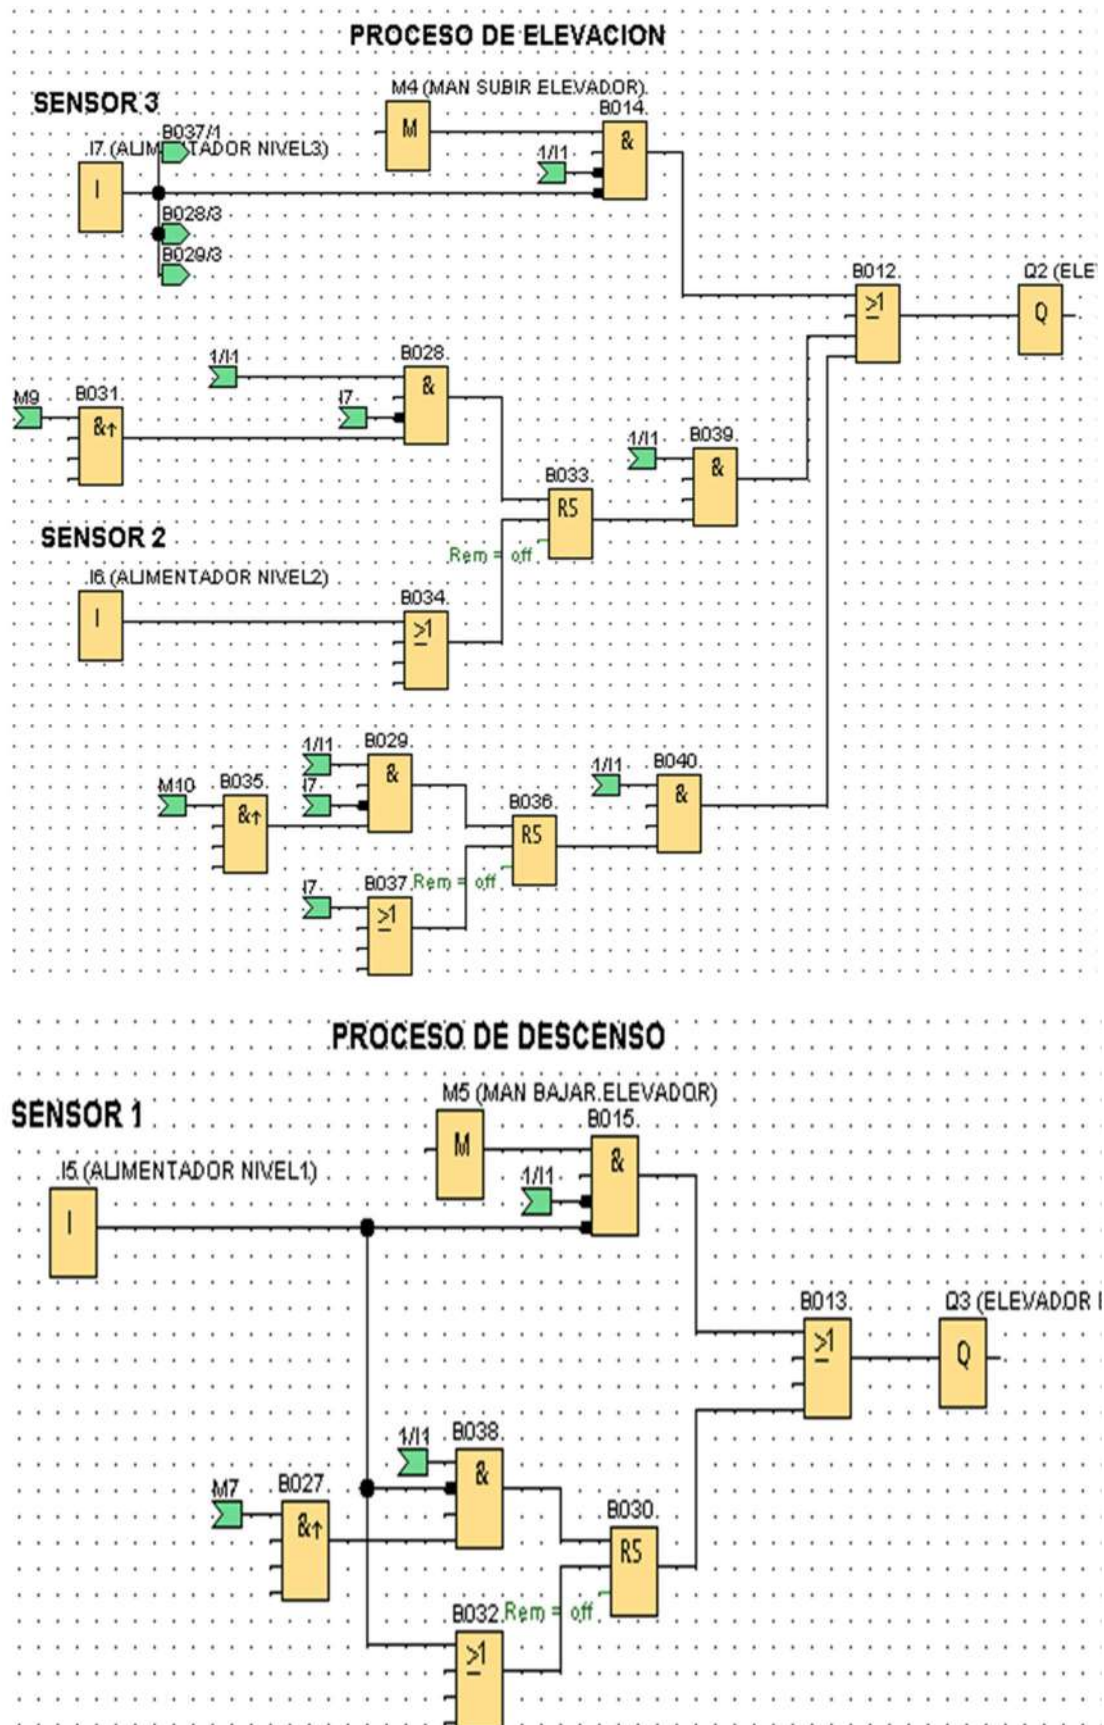 PROCESO DE ELEVACION
M4 (MAN SUBIR ELEVADOR)
SENSOR 3
B014
B037/1
&
M
I7 (ALIMENTADOR NIVEL3)
1/I1
I
B028/3
B029/3
B012
Q2 (ELE
≥1
Q
1/I1
B028
&
M9
B031
I7
&↑
1/I1
B039
&
B033
RS
SENSOR 2
Rem = off
I6 (ALIMENTADOR NIVEL2)
B034
I
≥1
1/I1
B029
&
1/I1
B040
M10
B035
I7
&
&↑
B036
RS
I7
B037
Rem = off
≥1
PROCESO DE DESCENSO
M5 (MAN BAJAR ELEVADOR)
SENSOR 1
B015
M
&
I5 (ALIMENTADOR NIVEL1)
1/I1
I
B013
Q3 (ELEVADOR
≥1
Q
1/I1
B038
&
M7
B027
&↑
B030
RS
B032
Rem = off
≥1